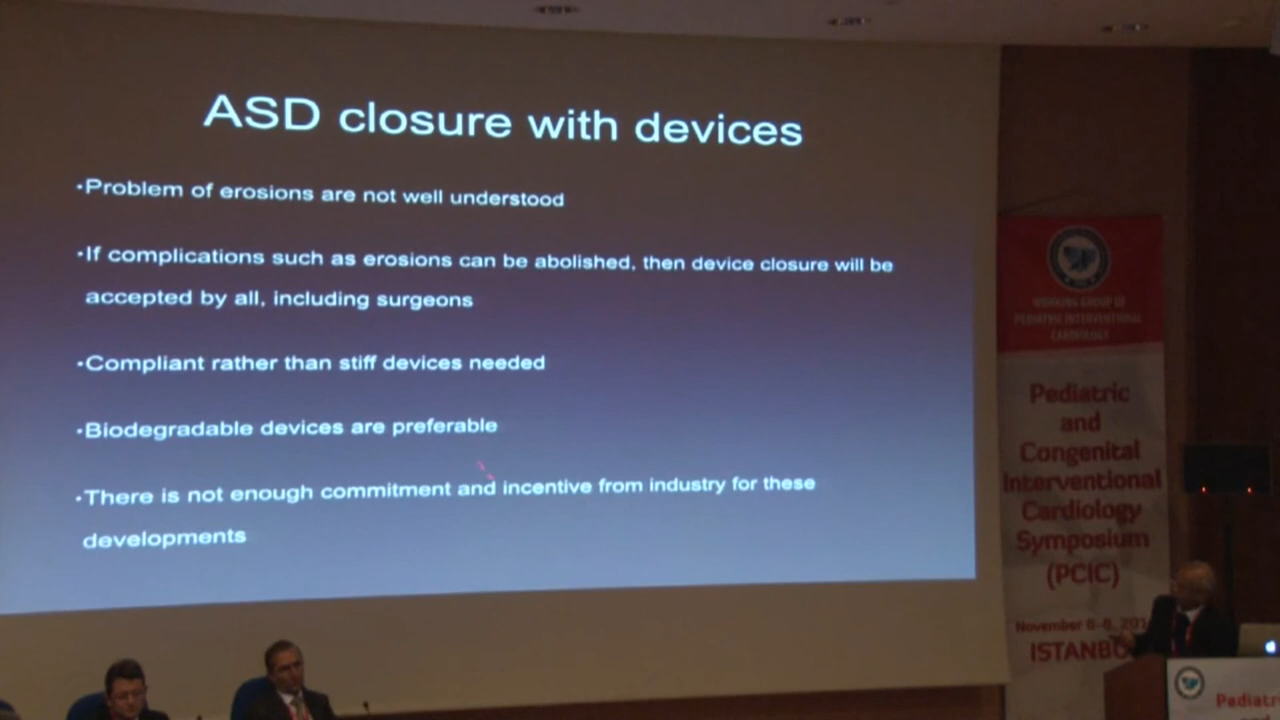 ASD closure with devices
•Problem of erosions are not well understood
•If complications such as erosions can be abolished, then device closure will be
accepted by all, including surgeons
•Compliant rather than stiff devices needed
•Biodegradable devices are preferable
•There is not enough commitment and incentive from industry for these
developments
WORKING GROUP OF
PEDIATRIC INTERVENTIONAL
CARDIOLOGY
Pediatric
and
Congenital
Interventional
Cardiology
Symposium
(PCIC)
November 6-8, 201
ISTANBU
Pediatr